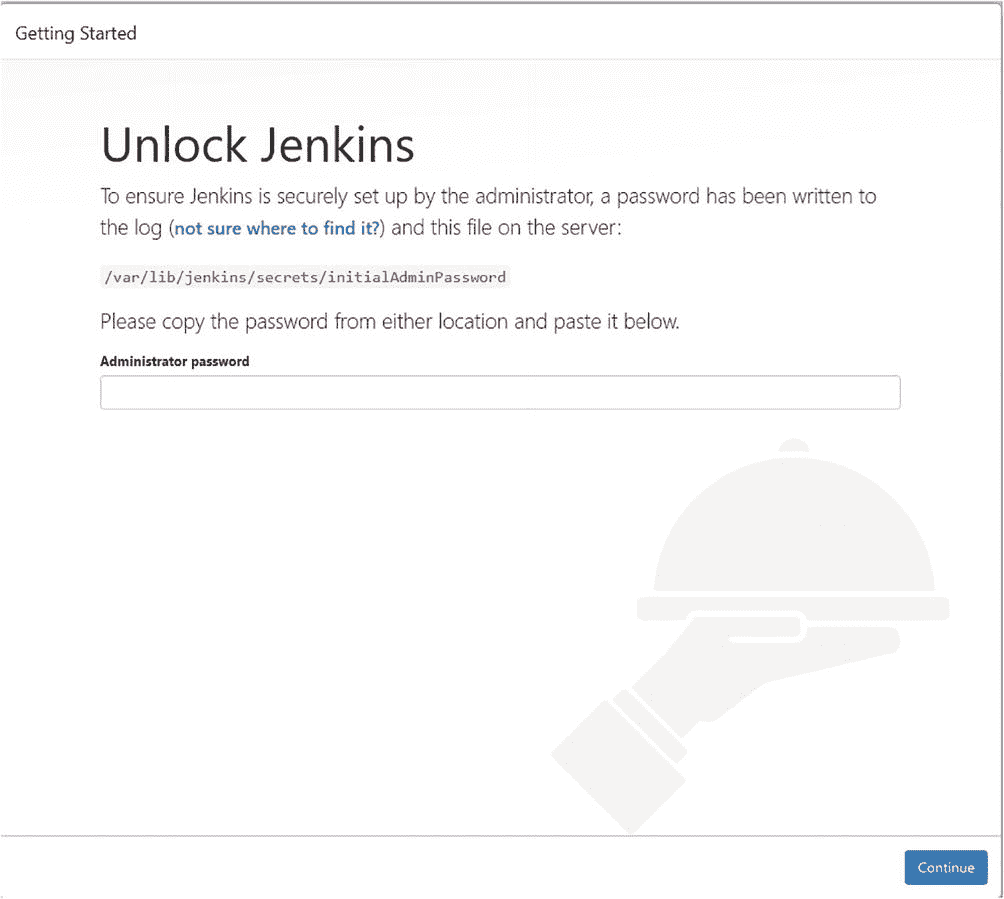 Getting Started
Unlock Jenkins
To ensure Jenkins is securely set up by the administrator, a password has been written to
the log (not sure where to find it?) and this file on the server:
/var/lib/jenkins/secrets/initialAdminPassword
Please copy the password from either location and paste it below.
Administrator password
Continue